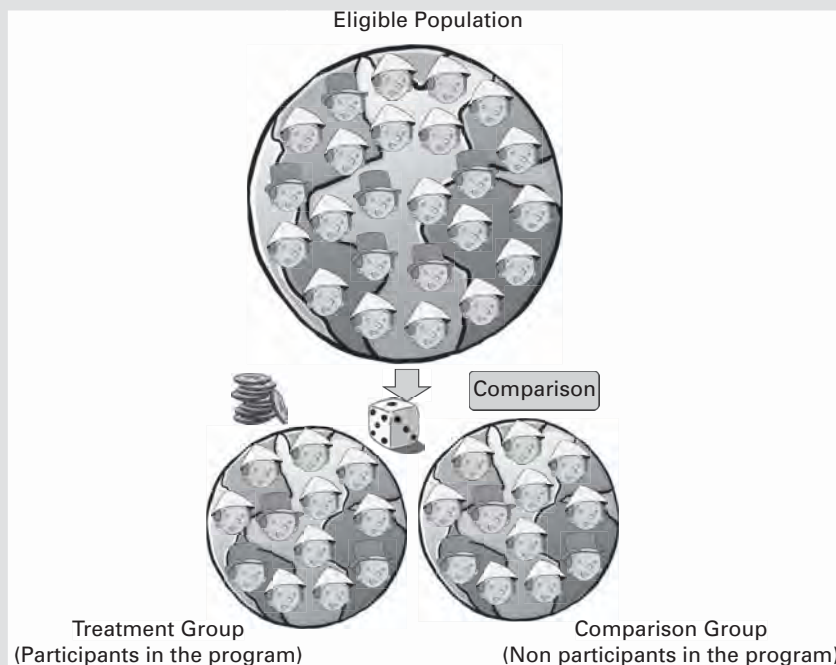 Eligible Population
Comparison
Treatment Group
(Participants in the program)
Comparison Group
(Non participants in the program)